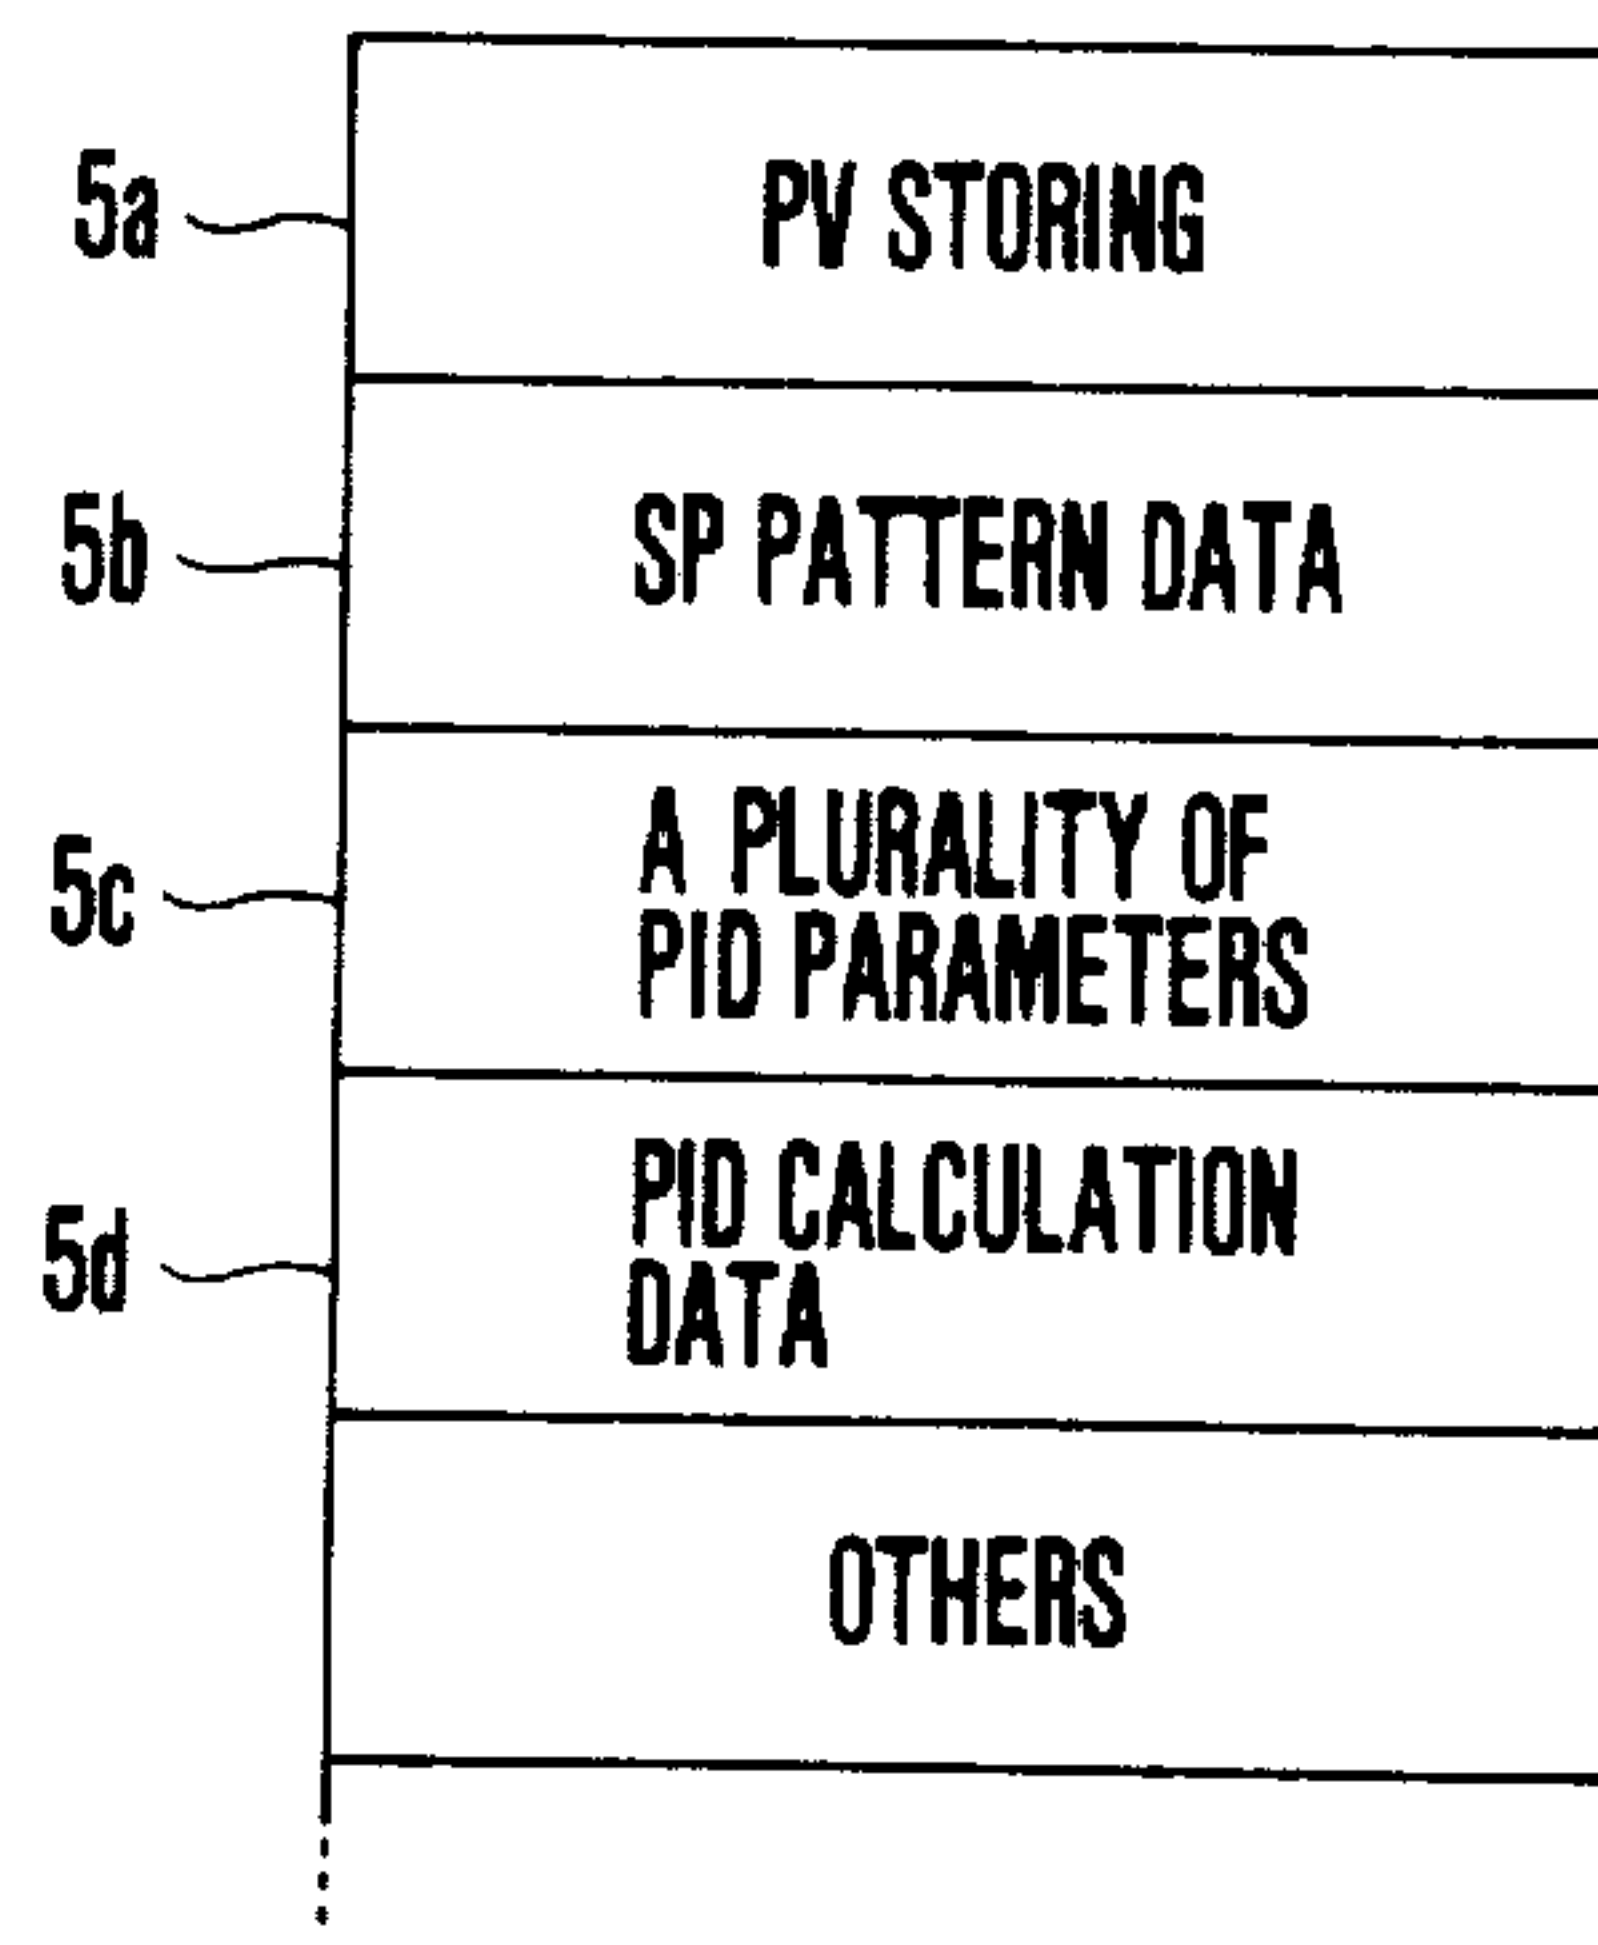 5a PV STORING
5b SP PATTERN DATA
A PLURALITY OF
5c
PID PARAMETERS
PID CALCULATION
5d
DATA
OTHERS